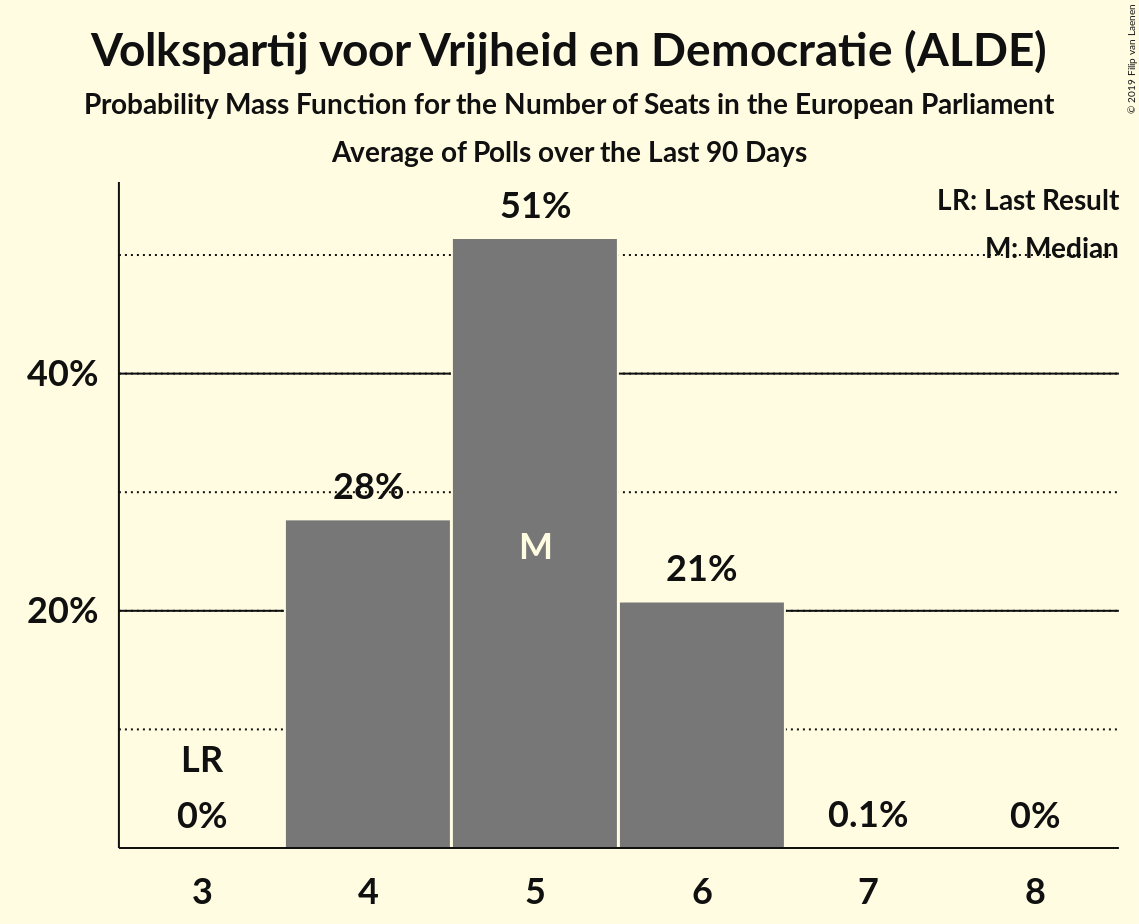 Volkspartij voor Vrijheid en Democratie (ALDE)
Probability Mass Function for the Number of Seats in the European Parliament
Average of Polls over the Last 90 Days
© 2019 Filip van Laenen
LR: Last Result
M: Median
51%
40%
28%
M
21%
20%
LR
0%
0.1%
0%
3 4 5 6 7 8